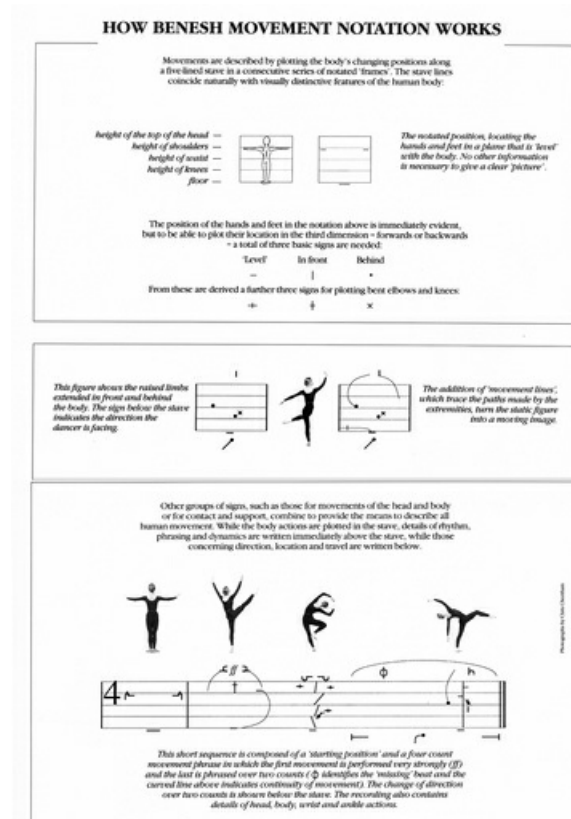 HOW BENESH MOVEMENT NOTATION WORKS
Movements are described by plotting the body's changing positions along
a five-lined stave in a consecutive series of notated 'frames'. The stave lines
coincide naturally with visually distinctive features of the human body:
height of the top of the head —
height of shoulders —
height of waist —
height of knees —
floor —
The notated position, locating the
hands and feet in a plane that is 'level'
with the body. No other information
is necessary to give a clear 'picture'.
The position of the hands and feet in the notation above is immediately evident,
but to be able to plot their location in the third dimension – forwards or backwards
– a total of three basic signs are needed:
'Level' In front Behind
From these are derived a further three signs for plotting bent elbows and knees:
This figure shows the raised limbs
extended in front and behind
the body. The sign below the stave
indicates the direction the
dancer is facing.
The addition of 'movement lines',
which trace the paths made by the
extremities, turn the static figure
into a moving image.
Other groups of signs, such as those for movements of the head and body
or for contact and support, combine to provide the means to describe all
human movement. While the body actions are plotted in the stave, details of rhythm,
phrasing and dynamics are written immediately above the stave, while those
concerning direction, location and travel are written below.
ff
4
This short sequence is composed of a 'starting position' and a four count
movement phrase in which the first movement is performed very strongly (ff)
and the last is phrased over two counts ( identifies the 'missing' beat and the
curved line above indicates continuity of movement). The change of direction
over two counts is shown below the stave. The recording also contains
details of head, body, wrist and ankle actions.